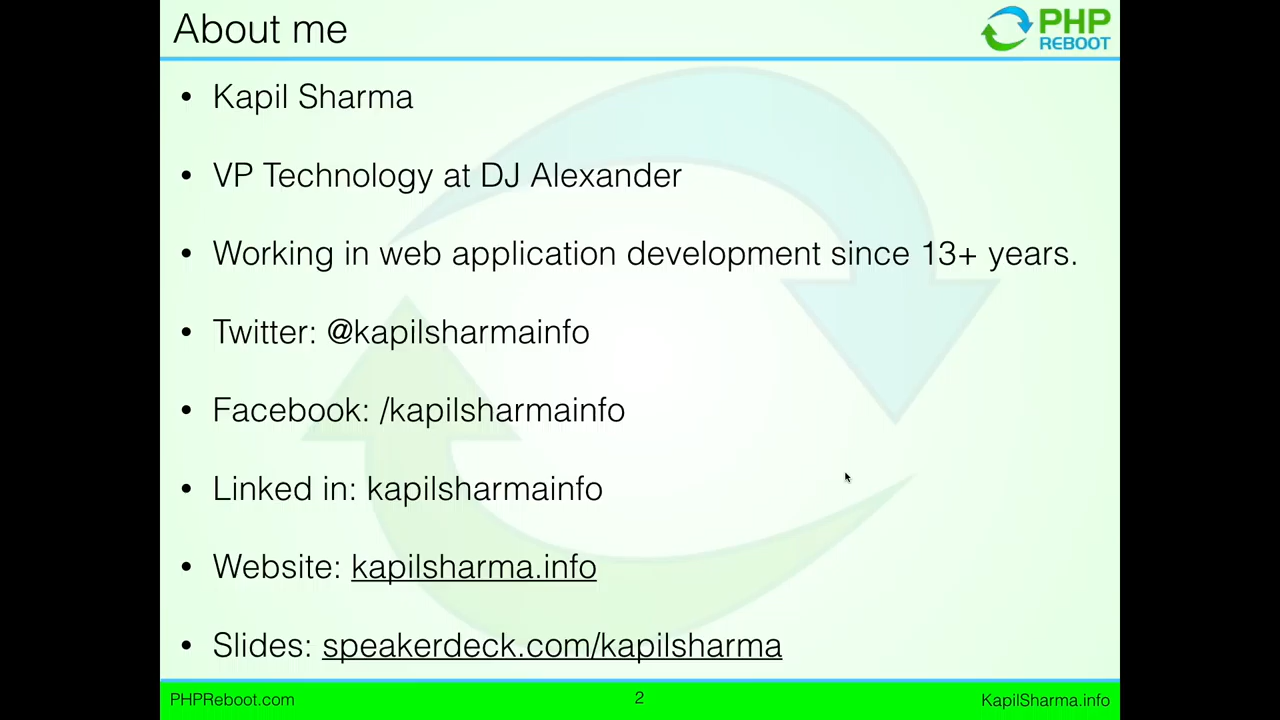 About me
PHP
REBOOT
• Kapil Sharma
• VP Technology at DJ Alexander
• Working in web application development since 13+ years.
• Twitter: @kapilsharmainfo
• Facebook: /kapilsharmainfo
• Linked in: kapilsharmainfo
• Website: kapilsharma.info
• Slides: speakerdeck.com/kapilsharma
PHPReboot.com
2
KapilSharma.info